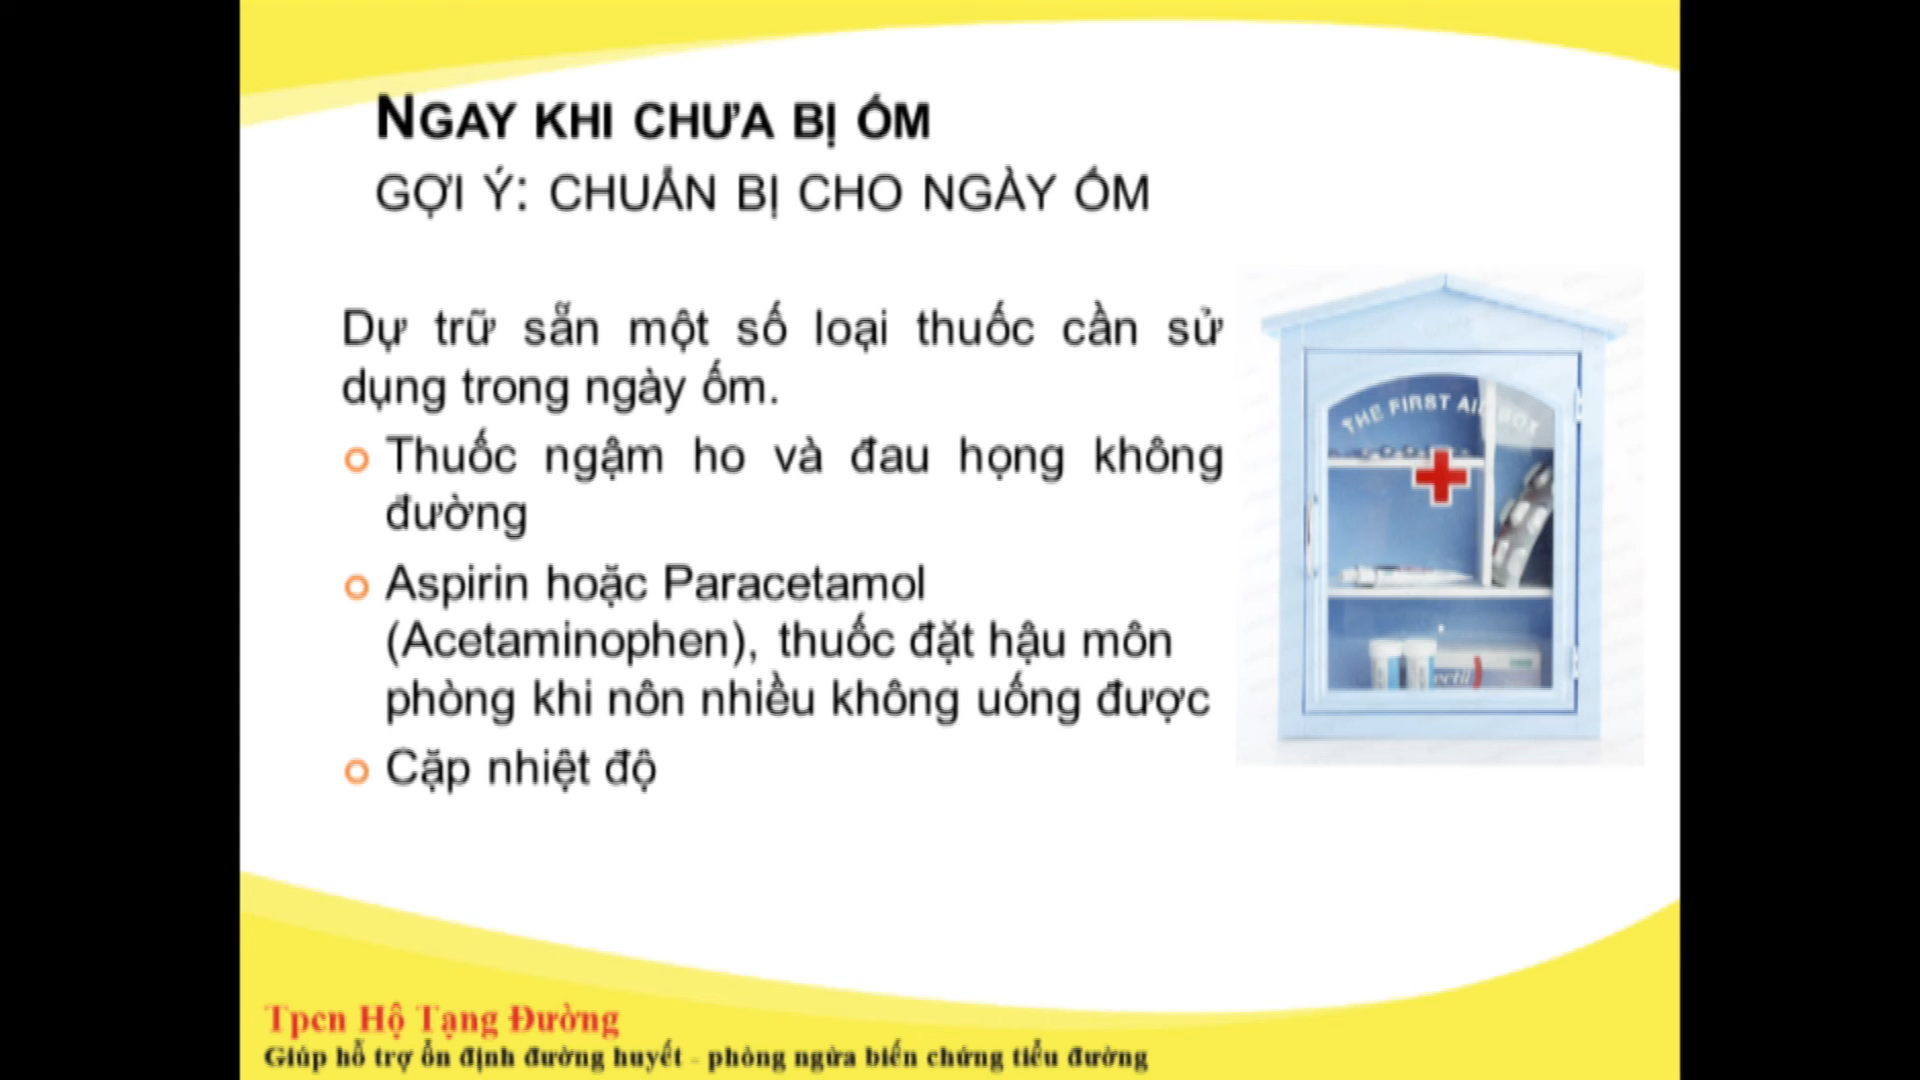 NGAY KHI CHƯA BỊ ỐM
GỢI Ý: CHUẨN BỊ CHO NGÀY ỐM
Dự trữ sẵn một số loại thuốc cần sử
dụng trong ngày ốm.
Thuốc ngậm ho và đau họng không
đường
Aspirin hoặc Paracetamol
(Acetaminophen), thuốc đặt hậu môn
phòng khi nôn nhiều không uống được
Cặp nhiệt độ
THE FIRST AID BOX
Tpcn Hộ Tạng Đường
Giúp hỗ trợ ổn định đường huyết - phòng ngừa biến chứng tiểu đường